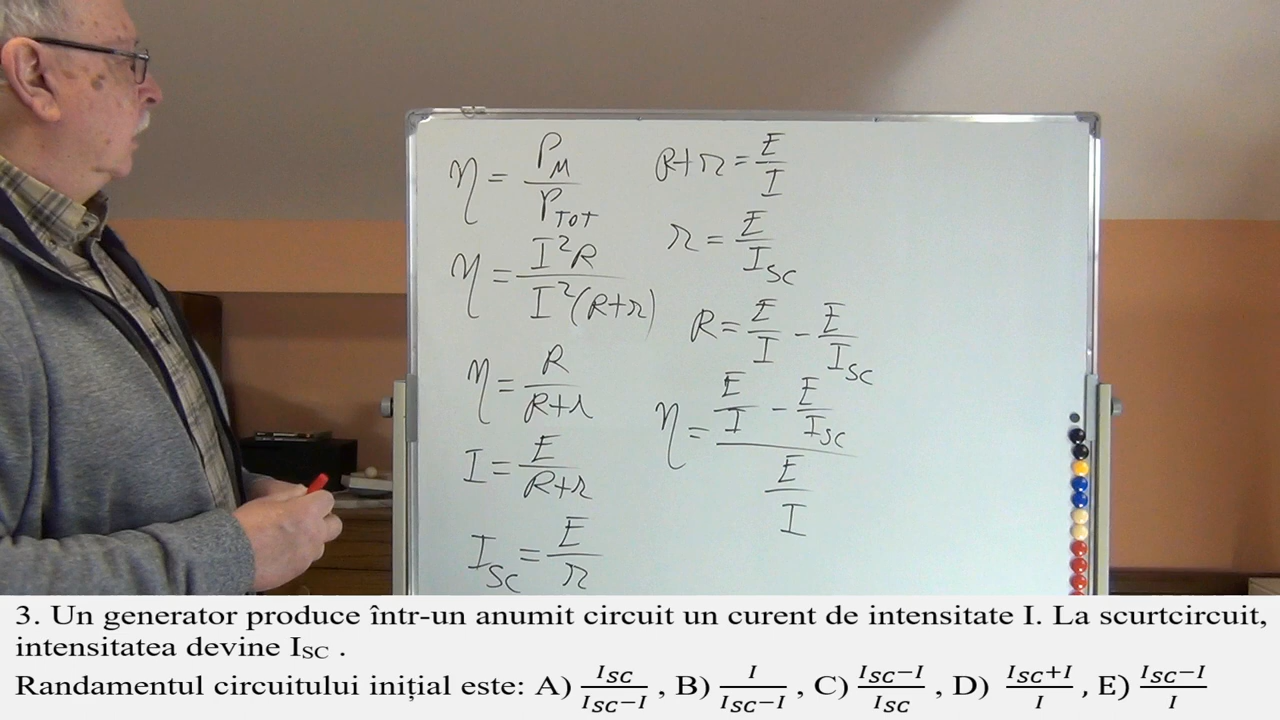 η = P_M / P_TOT
η = I²R / I²(R+r)
η = R / R+r
I = E / R+r
I_SC = E / r
R+r = E / I
r = E / I_SC
R = E / I - E / I_SC
η = (E / I - E / I_SC) / (E / I)
3. Un generator produce într-un anumit circuit un curent de intensitate I. La scurtcircuit,
intensitatea devine I_SC .
Randamentul circuitului inițial este: A) I_SC / I_SC−I , B) I / I_SC−I , C) I_SC−I / I_SC , D) I_SC+I / I , E) I_SC−I / I